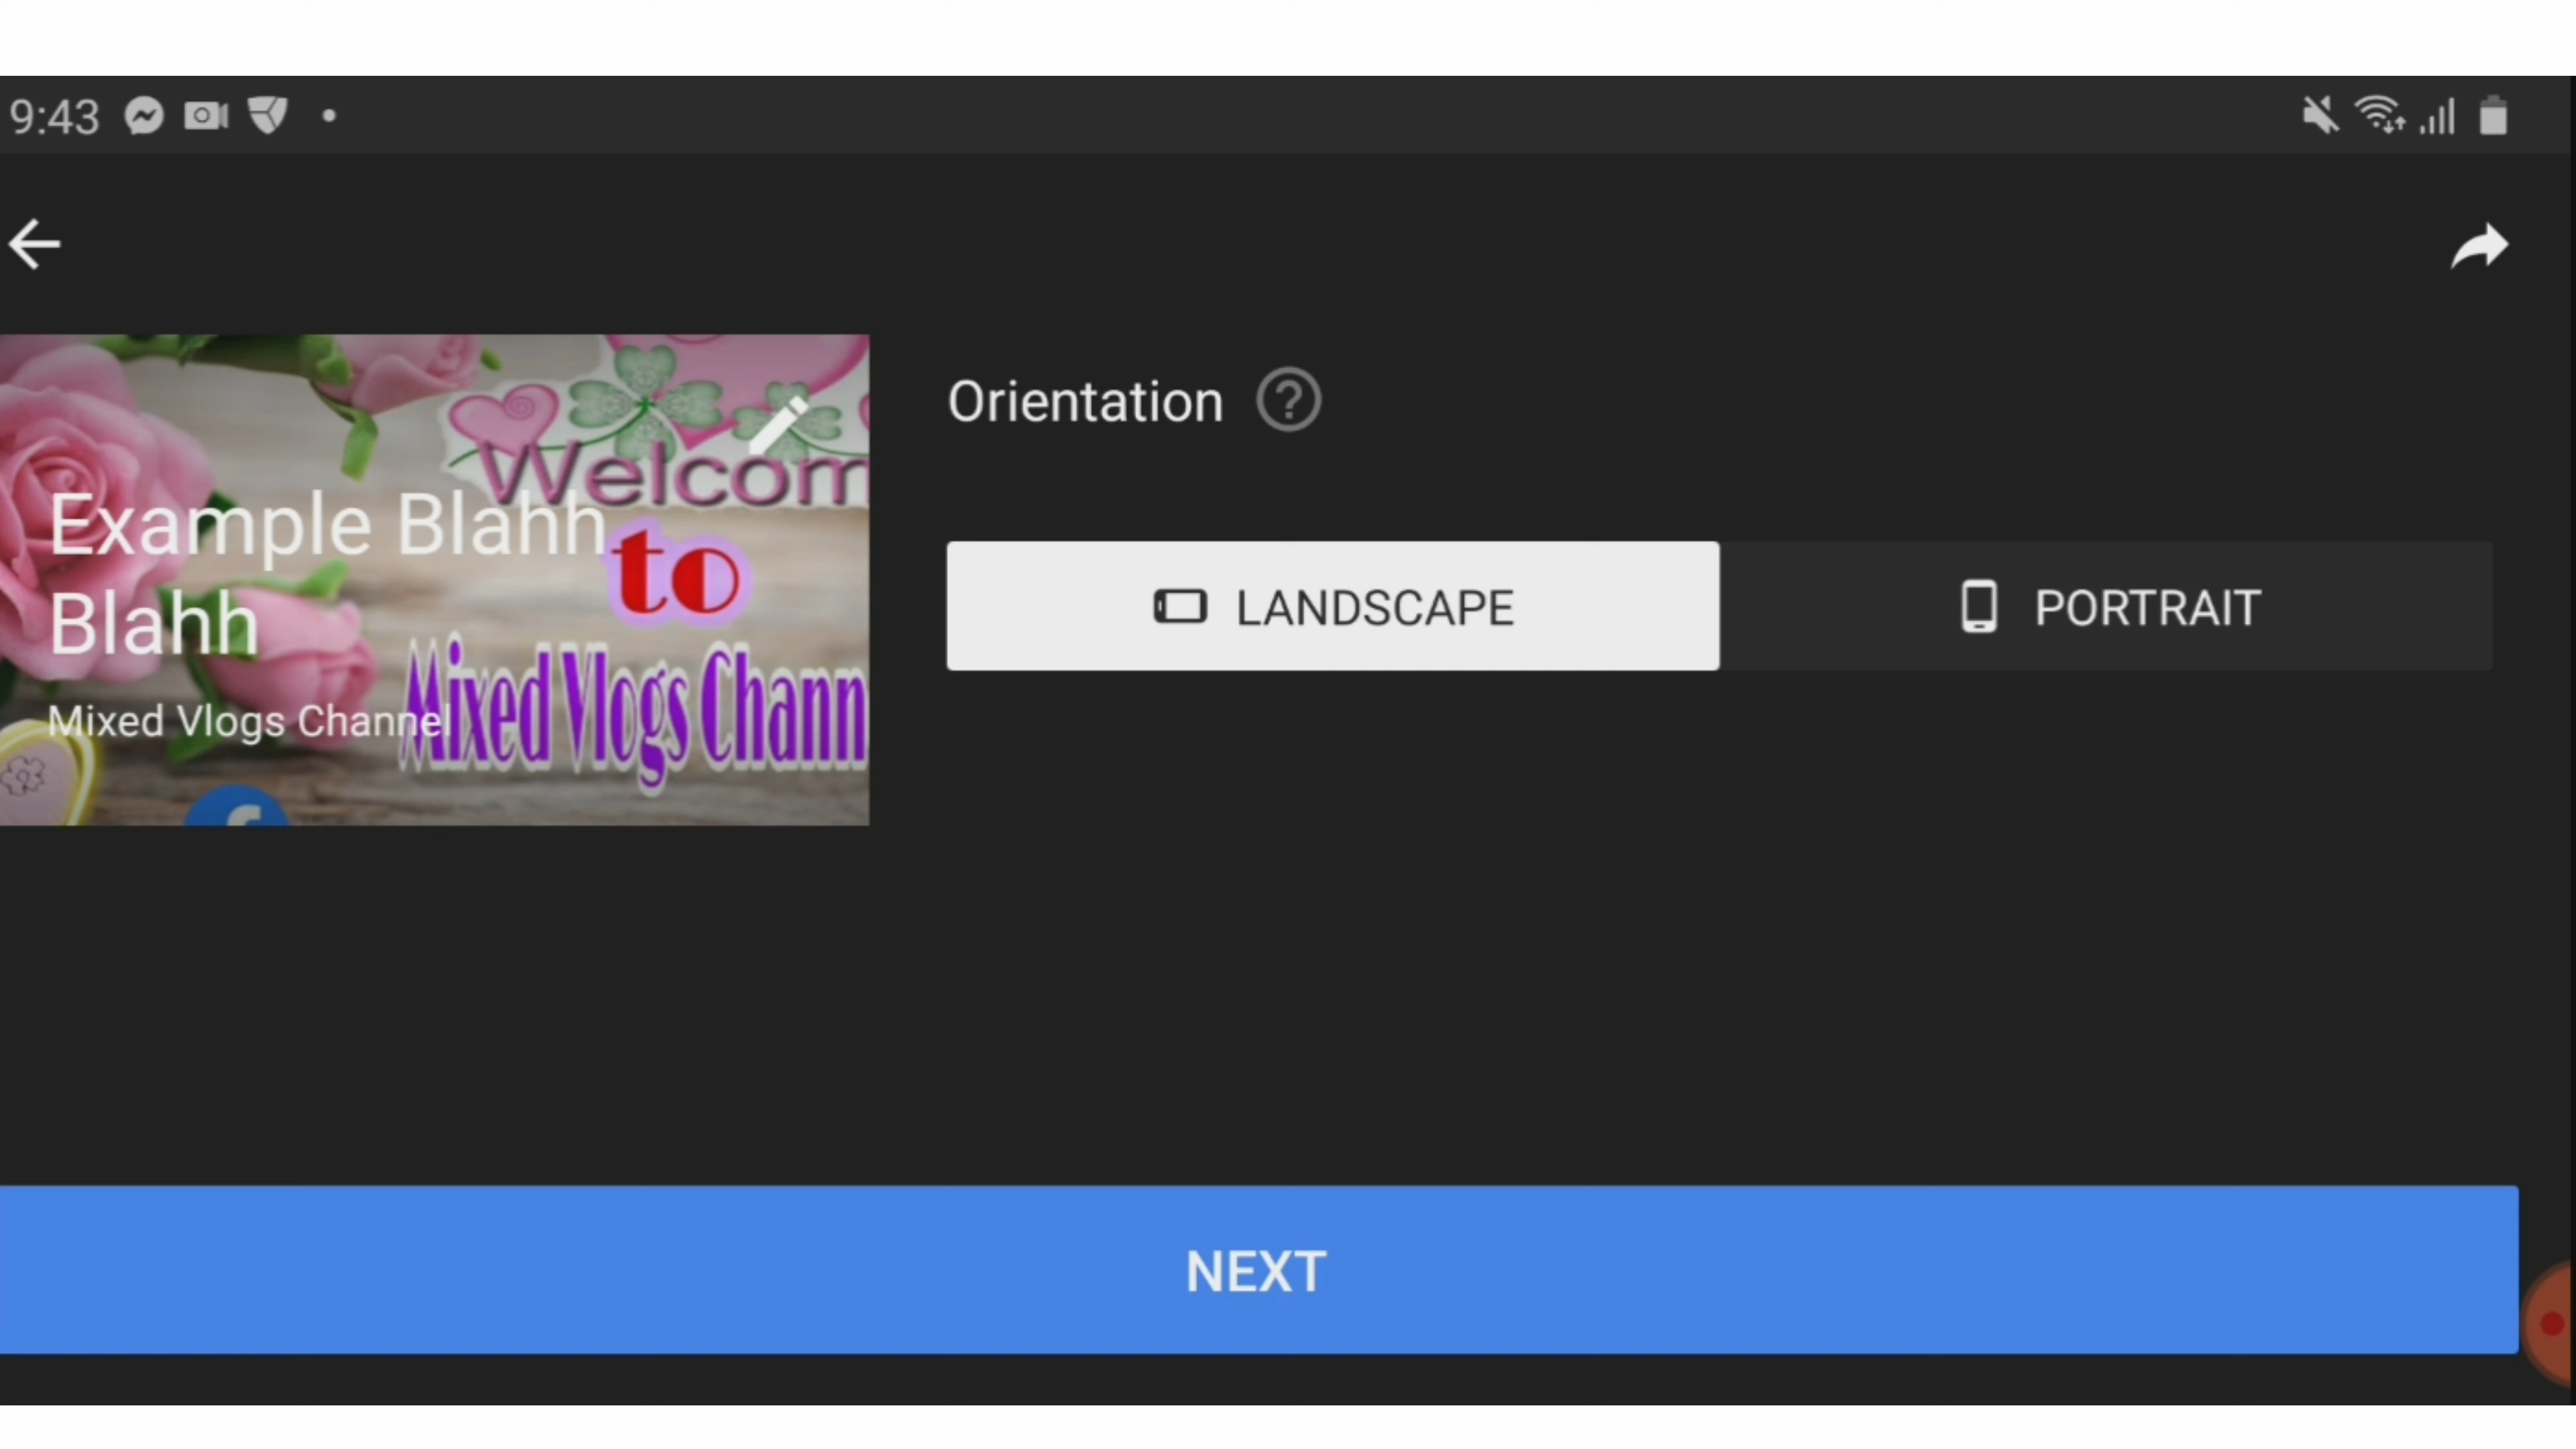 9:43
Orientation
Welcom
Example Blahh
Blahh
to
LANDSCAPE
PORTRAIT
Mixed Vlogs Channel
Mixed Vlogs Chann
NEXT